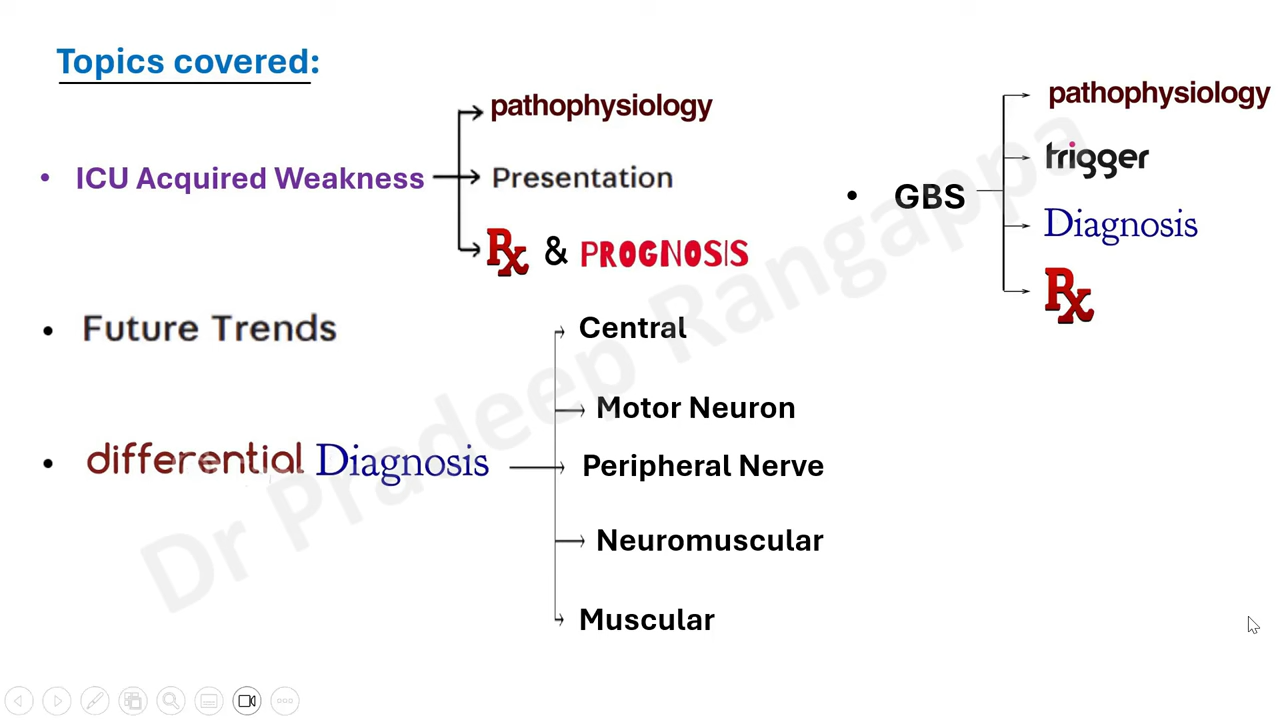 Topics covered:
• ICU Acquired Weakness
pathophysiology
Presentation
Rx & PROGNOSIS
• Future Trends
• differential Diagnosis
Central
Motor Neuron
Peripheral Nerve
Neuromuscular
Muscular
• GBS
pathophysiology
trigger
Diagnosis
Rx
Dr Pradeep Rangappa